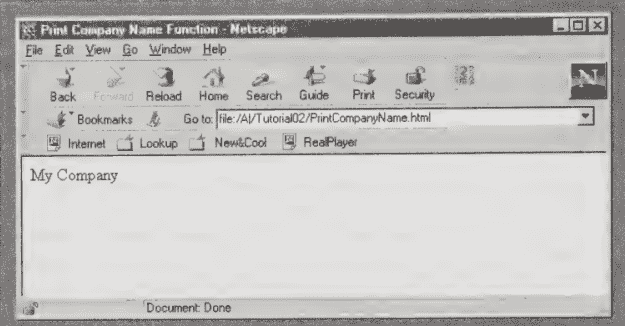 Print Company Name Function - Netscape
File Edit View Go Window Help
Back Forward Reload Home Search Guide Print Security
N
Bookmarks Go to: file:/A|/Tutorial02/PrintCompanyName.html
Internet Lookup New&Cool RealPlayer
My Company
Document: Done